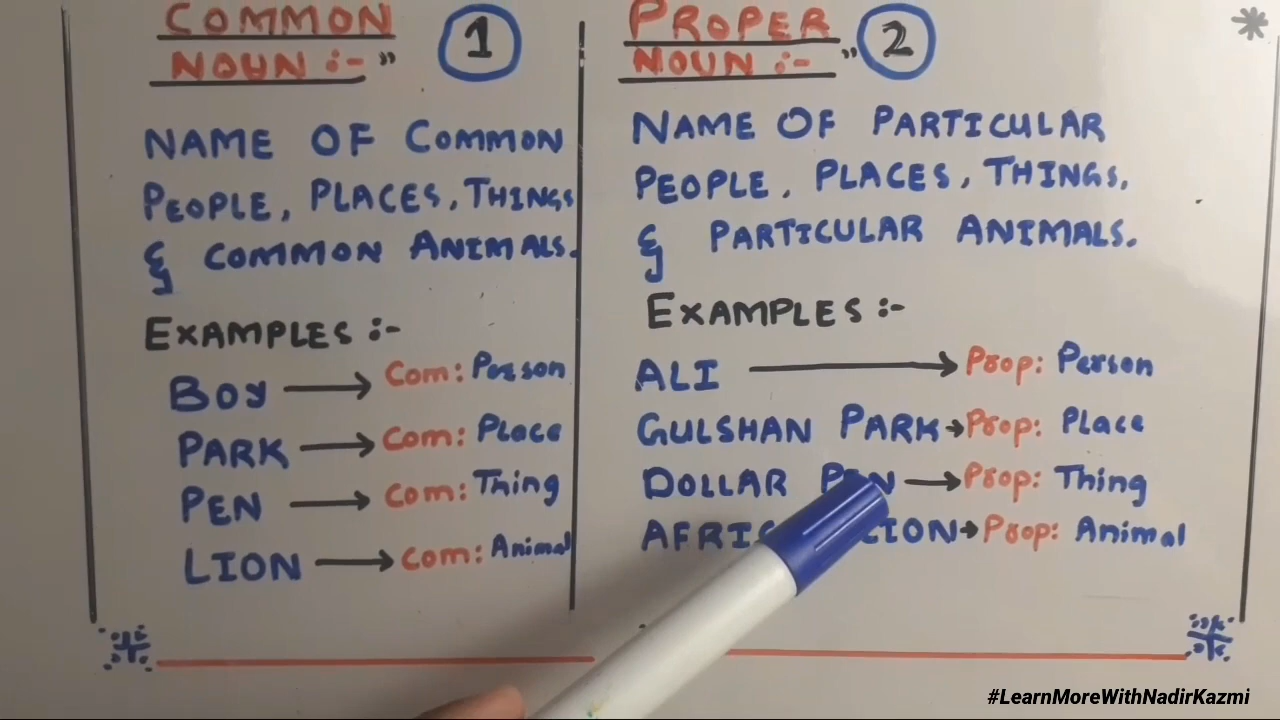 COMMON
NOUN :- ”
1
NAME OF COMMON
PEOPLE, PLACES, THINGS
& COMMON ANIMALS.
EXAMPLES :-
BOY → Com: Person
PARK → Com: Place
PEN → Com: Thing
LION → Com: Animal
PROPER
NOUN :- ”
2
NAME OF PARTICULAR
PEOPLE, PLACES, THINGS,
& PARTICULAR ANIMALS.
EXAMPLES :-
ALI → Prop: Person
GULSHAN PARK → Prop: Place
DOLLAR PEN → Prop: Thing
LION → Prop: Animal
#LearnMoreWithNadirKazmi